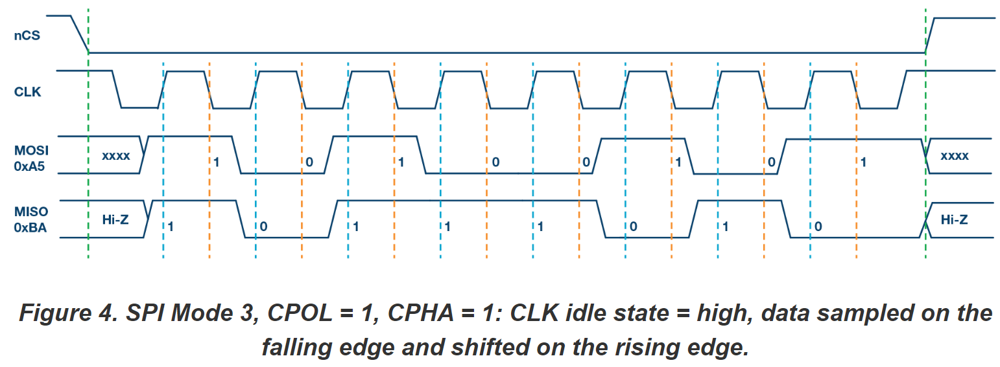 nCS
CLK
MOSI
0xA5
xxxx
1
0
1
0
0
1
0
1
xxxx
MISO
0xBA
Hi-Z
1
0
1
1
1
0
1
0
Hi-Z
Figure 4. SPI Mode 3, CPOL = 1, CPHA = 1: CLK idle state = high, data sampled on the
falling edge and shifted on the rising edge.